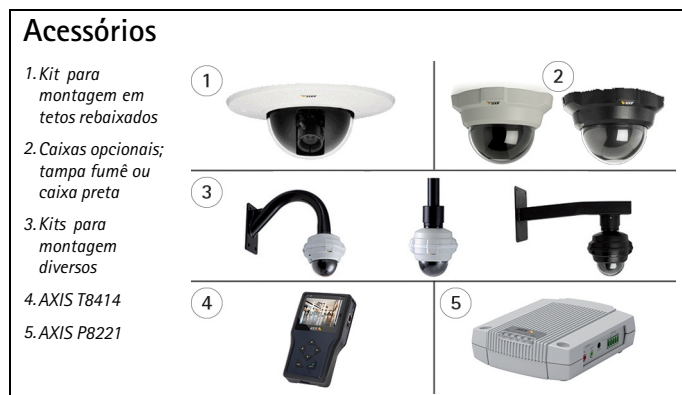 Acessórios
1. Kit para
montagem em
tetos rebaixados
2. Caixas opcionais;
tampa fumê ou
caixa preta
3. Kits para
montagem
diversos
4. AXIS T8414
5. AXIS P8221
1
2
3
4
5